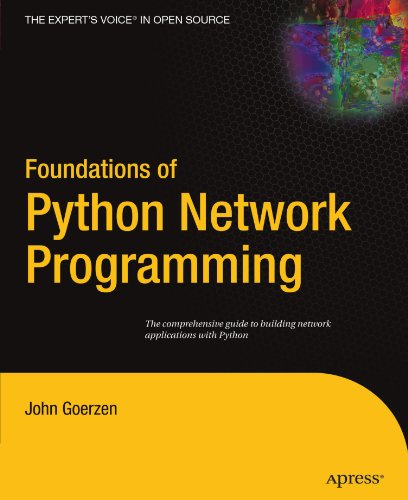 THE EXPERT'S VOICE® IN OPEN SOURCE
Foundations of
Python Network
Programming
The comprehensive guide to building network
applications with Python
John Goerzen
Apress®